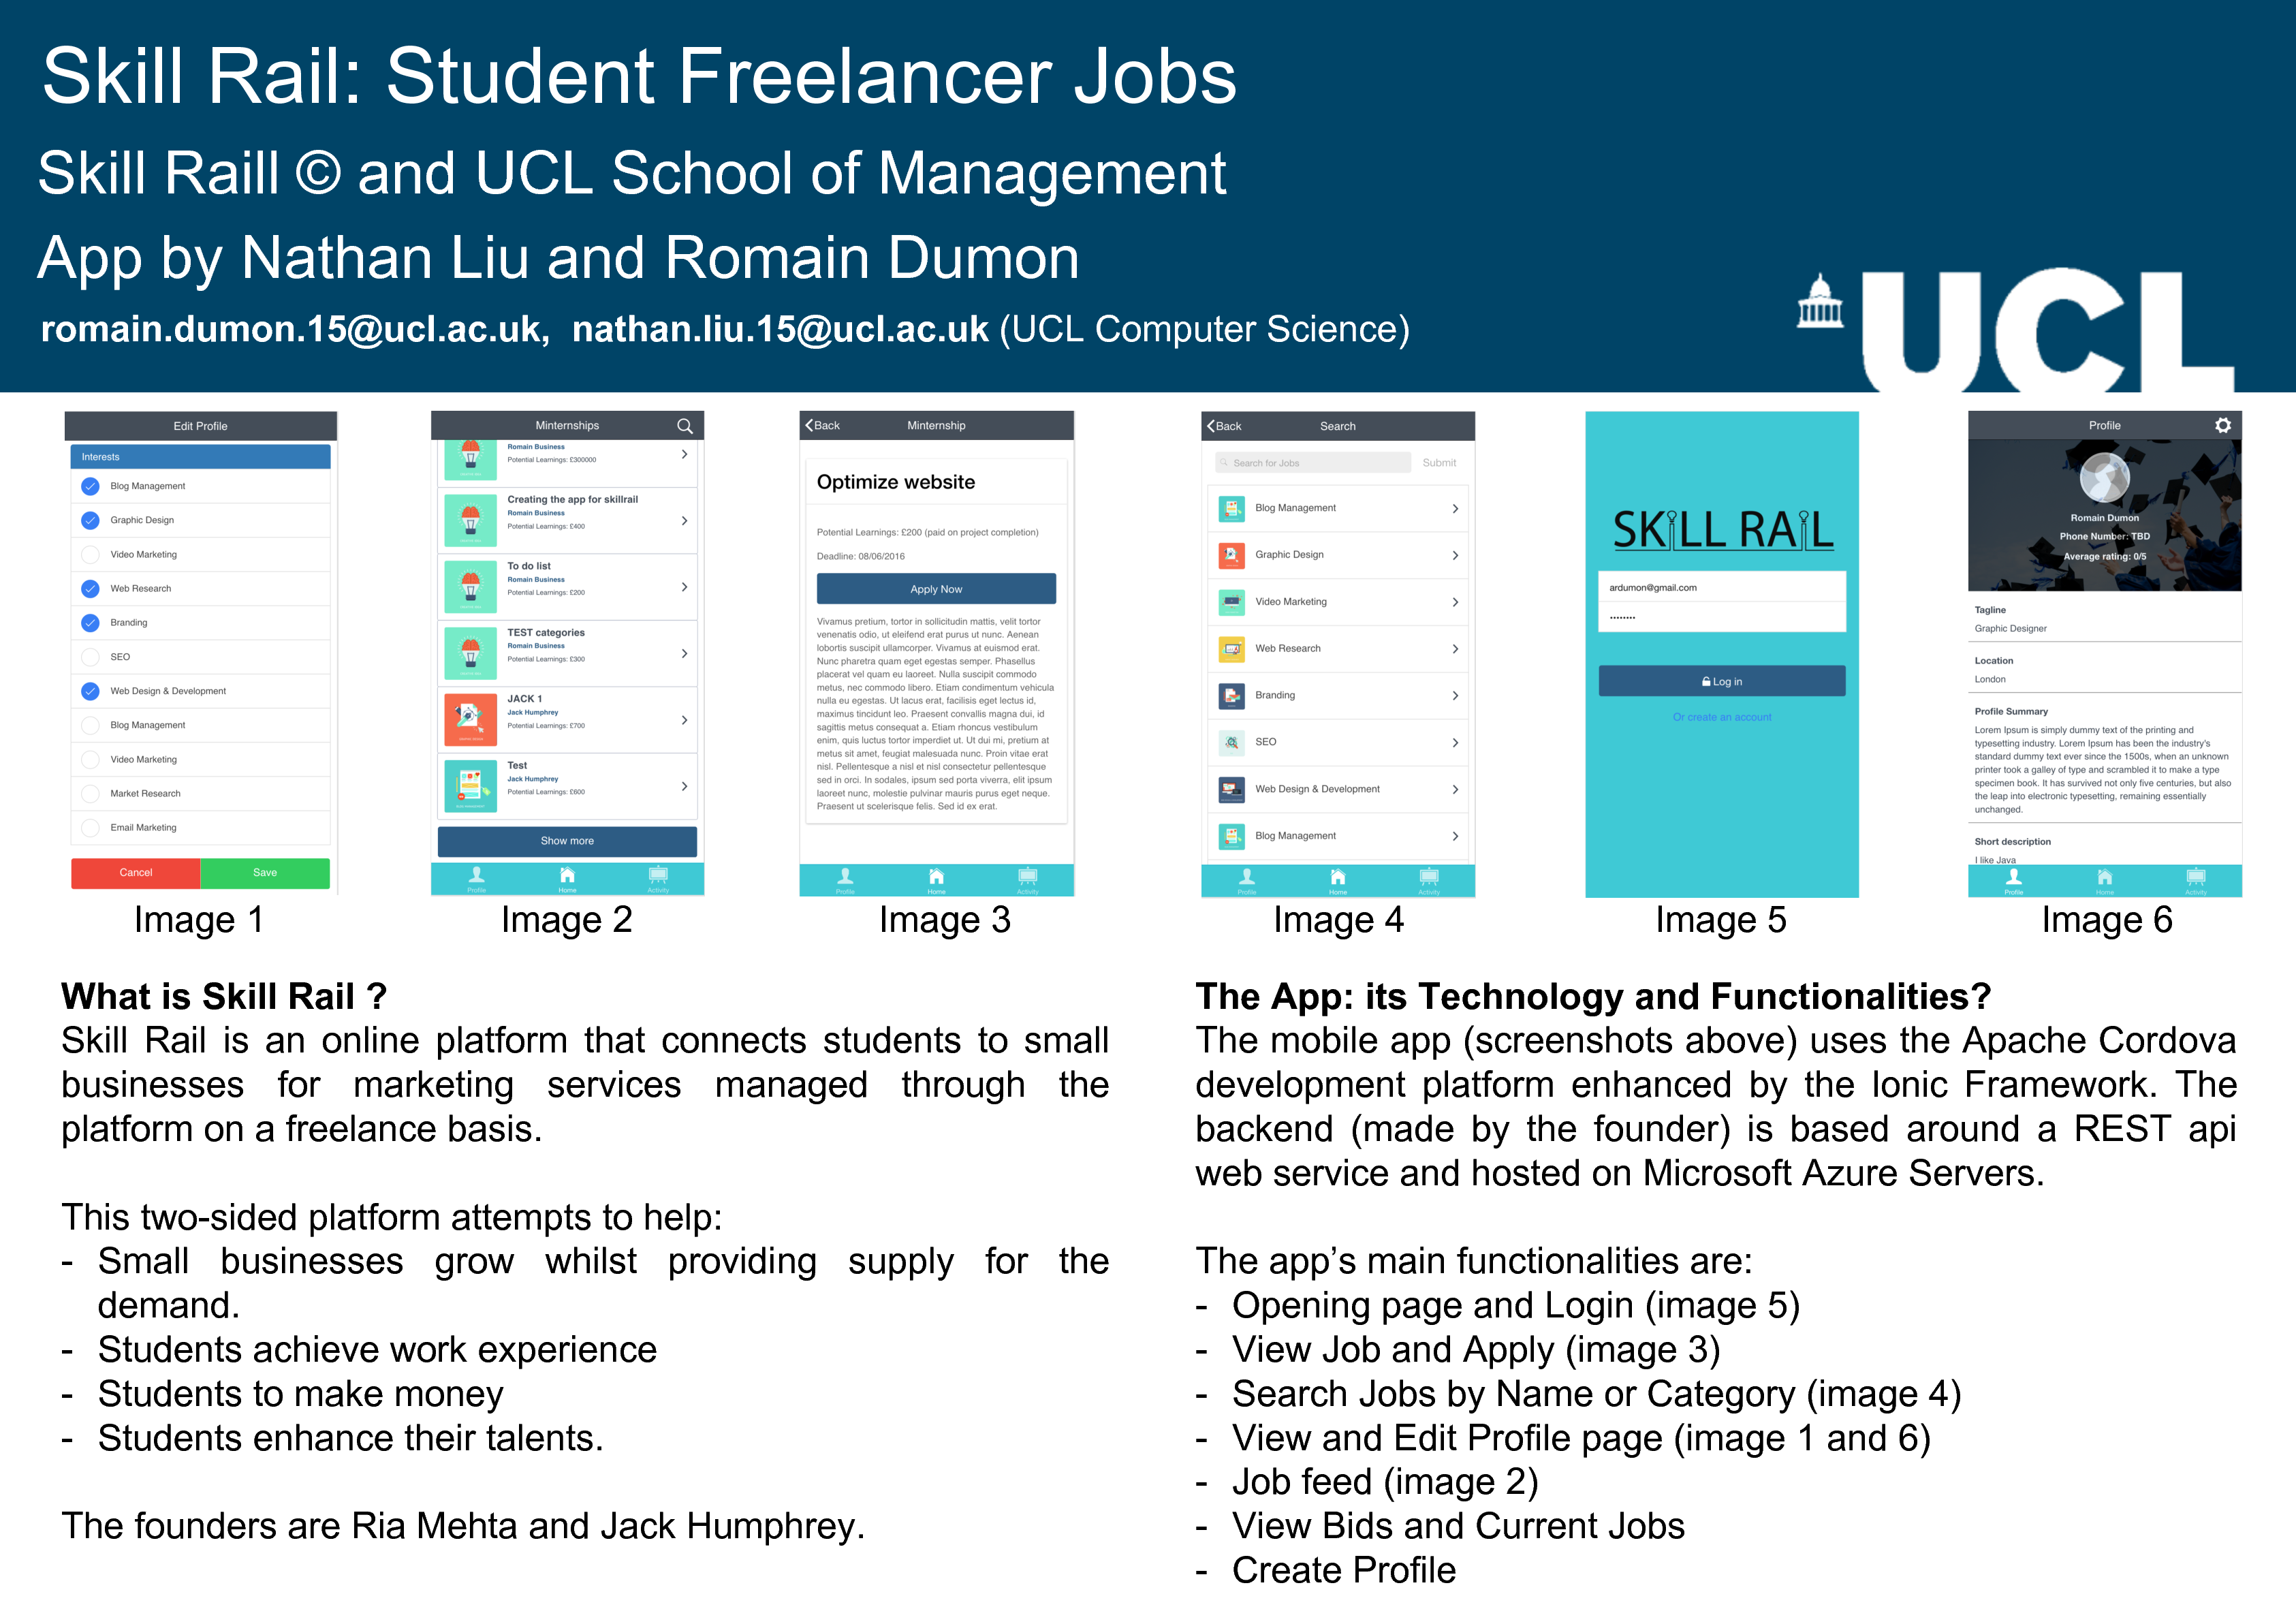 Skill Rail: Student Freelancer Jobs
Skill Raill © and UCL School of Management
App by Nathan Liu and Romain Dumon
romain.dumon.15@ucl.ac.uk, nathan.liu.15@ucl.ac.uk (UCL Computer Science)
UCL
Edit Profile
Interests
Blog Management
Graphic Design
Video Marketing
Web Research
Branding
SEO
Web Design & Development
Blog Management
Video Marketing
Market Research
Email Marketing
Cancel
Save
Image 1
Minternships
Romain Business
Potential Learnings: £300000
Creating the app for skillrail
Romain Business
Potential Learnings: £400
To do list
Romain Business
Potential Learnings: £200
TEST categories
Romain Business
Potential Learnings: £300
JACK 1
Jack Humphrey
Potential Learnings: £700
Test
Jack Humphrey
Potential Learnings: £600
Show more
Profile
Home
Activity
Image 2
Back
Minternship
Optimize website
Potential Learnings: £200 (paid on project completion)
Deadline: 08/06/2016
Apply Now
Vivamus pretium, tortor in sollicitudin mattis, velit tortor
venenatis odio, ut eleifend erat purus ut nunc. Aenean
lobortis suscipit ullamcorper. Vivamus at euismod erat.
Nunc pharetra quam eget egestas semper. Phasellus
placerat vel quam eu laoreet. Nulla suscipit commodo
metus, nec commodo libero. Etiam condimentum vehicula
nulla eu egestas. Ut lacus erat, facilisis eget lectus id,
maximus tincidunt leo. Praesent convallis magna dui, id
sagittis metus consequat a. Etiam rhoncus vestibulum
enim, quis luctus tortor imperdiet ut. Ut dui mi, pretium at
metus sit amet, feugiat malesuada nunc. Proin vitae erat
nisl. Pellentesque a nisl et nisl consectetur pellentesque
sed in orci. In sodales, ipsum sed porta viverra, elit ipsum
laoreet nunc, molestie pulvinar mauris purus eget neque.
Praesent ut scelerisque felis. Sed id ex erat.
Profile
Home
Activity
Image 3
Back
Search
Search for Jobs
Submit
Blog Management
Graphic Design
Video Marketing
Web Research
Branding
SEO
Web Design & Development
Blog Management
Profile
Home
Activity
Image 4
SKILL RAIL
ardumon@gmail.com
Log in
Or create an account
Image 5
Profile
Romain Dumon
Phone Number: TBD
Average rating: 0/5
Tagline
Graphic Designer
Location
London
Profile Summary
Lorem Ipsum is simply dummy text of the printing and
typesetting industry. Lorem Ipsum has been the industry's
standard dummy text ever since the 1500s, when an unknown
printer took a galley of type and scrambled it to make a type
specimen book. It has survived not only five centuries, but also
the leap into electronic typesetting, remaining essentially
unchanged.
Short description
I like Java
Profile
Home
Activity
Image 6
What is Skill Rail ?
Skill Rail is an online platform that connects students to small
businesses for marketing services managed through the
platform on a freelance basis.
This two-sided platform attempts to help:
- Small businesses grow whilst providing supply for the
demand.
- Students achieve work experience
- Students to make money
- Students enhance their talents.
The founders are Ria Mehta and Jack Humphrey.
The App: its Technology and Functionalities?
The mobile app (screenshots above) uses the Apache Cordova
development platform enhanced by the Ionic Framework. The
backend (made by the founder) is based around a REST api
web service and hosted on Microsoft Azure Servers.
The app's main functionalities are:
- Opening page and Login (image 5)
- View Job and Apply (image 3)
- Search Jobs by Name or Category (image 4)
- View and Edit Profile page (image 1 and 6)
- Job feed (image 2)
- View Bids and Current Jobs
- Create Profile